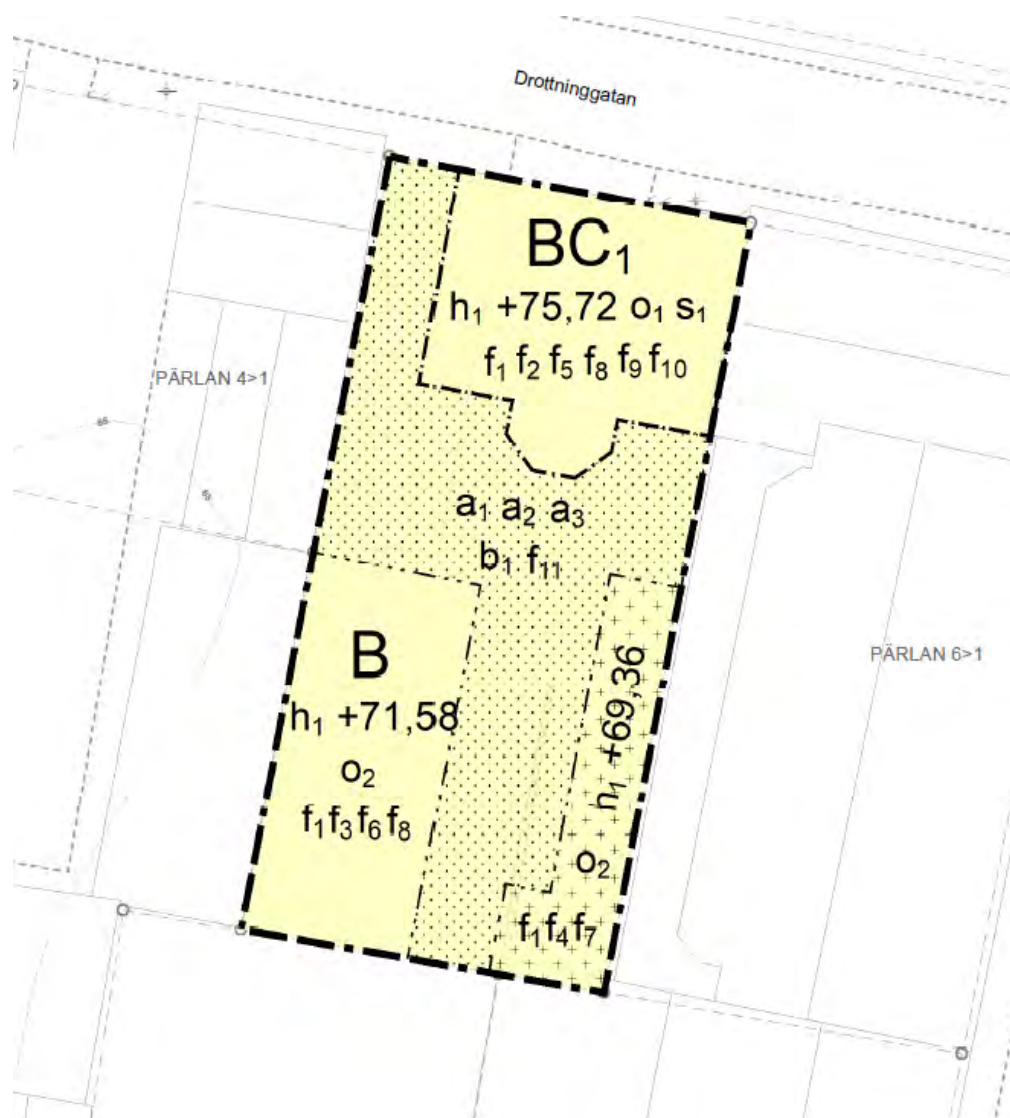 Drottninggatan
BC₁
h₁ +75,72 o₁ s₁
f₁ f₂ f₅ f₈ f₉ f₁₀
PÄRLAN 4>1
a₁ a₂ a₃
b₁ f₁₁
B
h₁ +71,58
o₂
f₁ f₃ f₆ f₈
h₁ +69,36
o₂
f₁ f₄ f₇
PÄRLAN 6>1